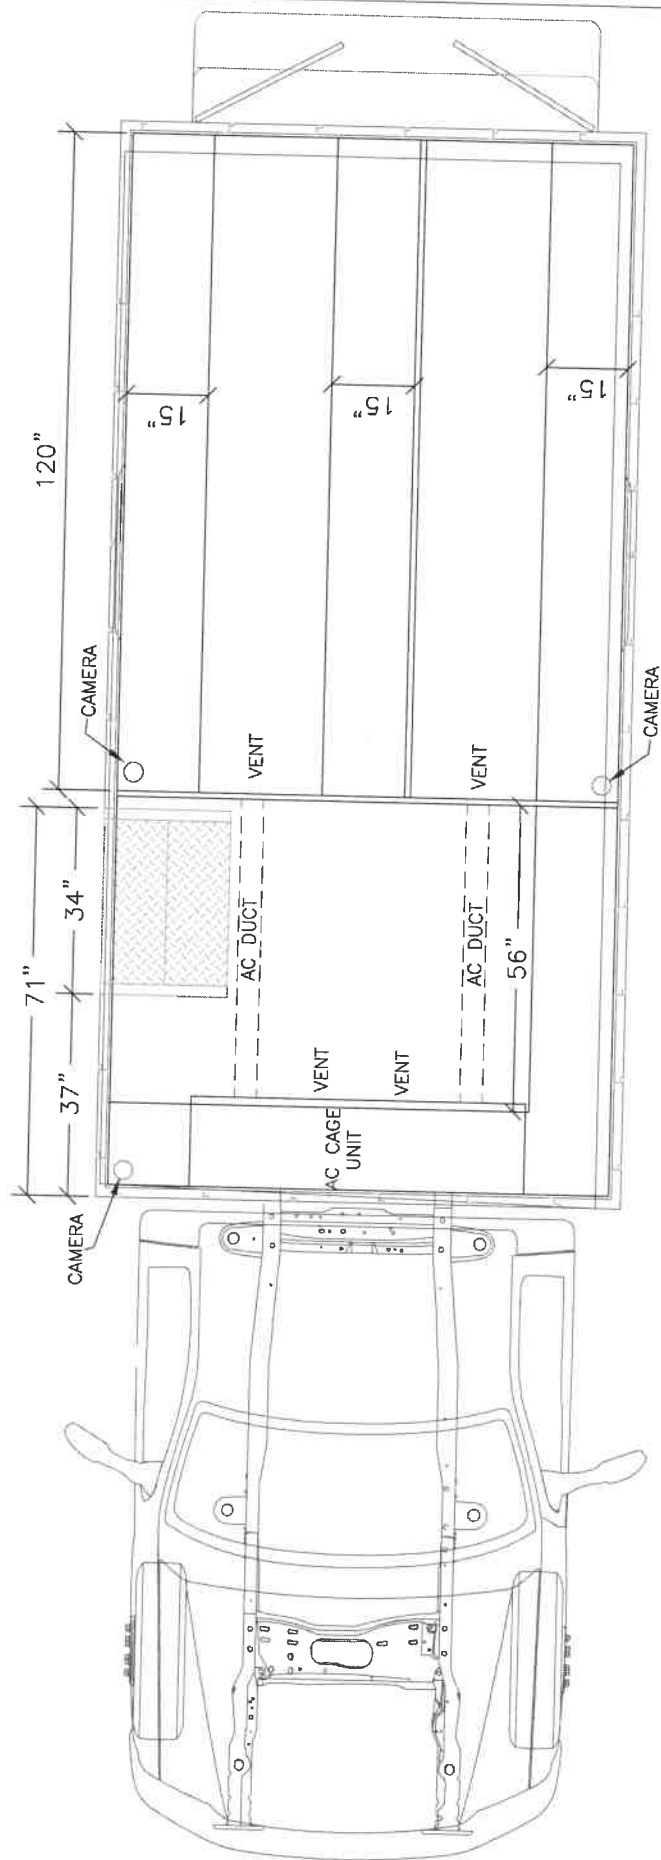 120"
15"
15"
15"
CAMERA
CAMERA
VENT
VENT
71"
34"
37"
AC DUCT
AC DUCT
56"
VENT
VENT
AC CAGE
UNIT
CAMERA